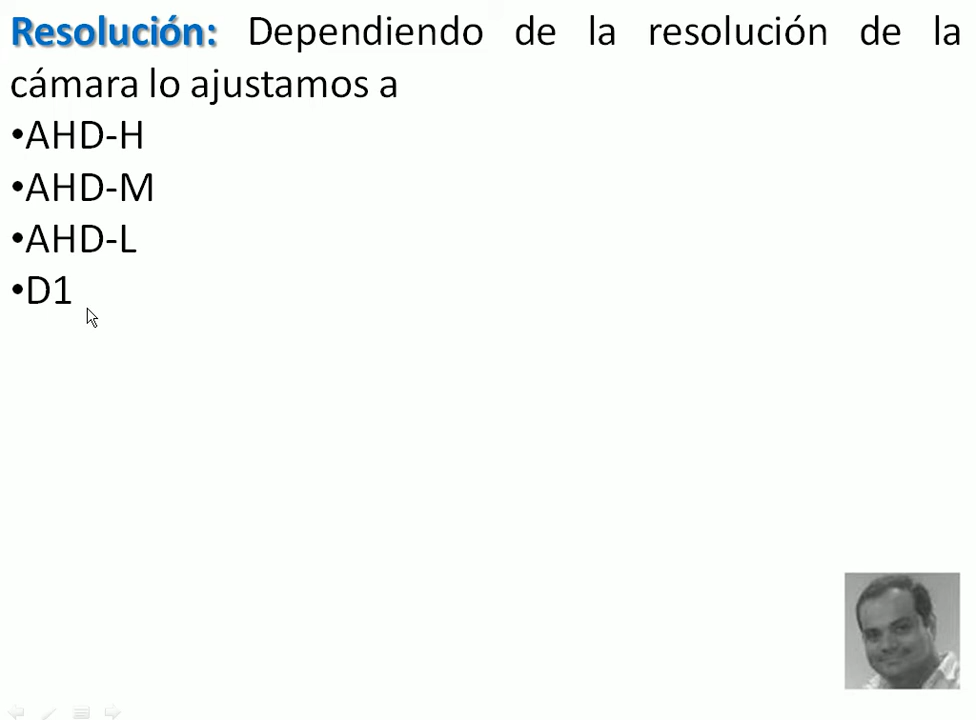 Resolución: Dependiendo de la resolución de la
cámara lo ajustamos a
•AHD-H
•AHD-M
•AHD-L
•D1